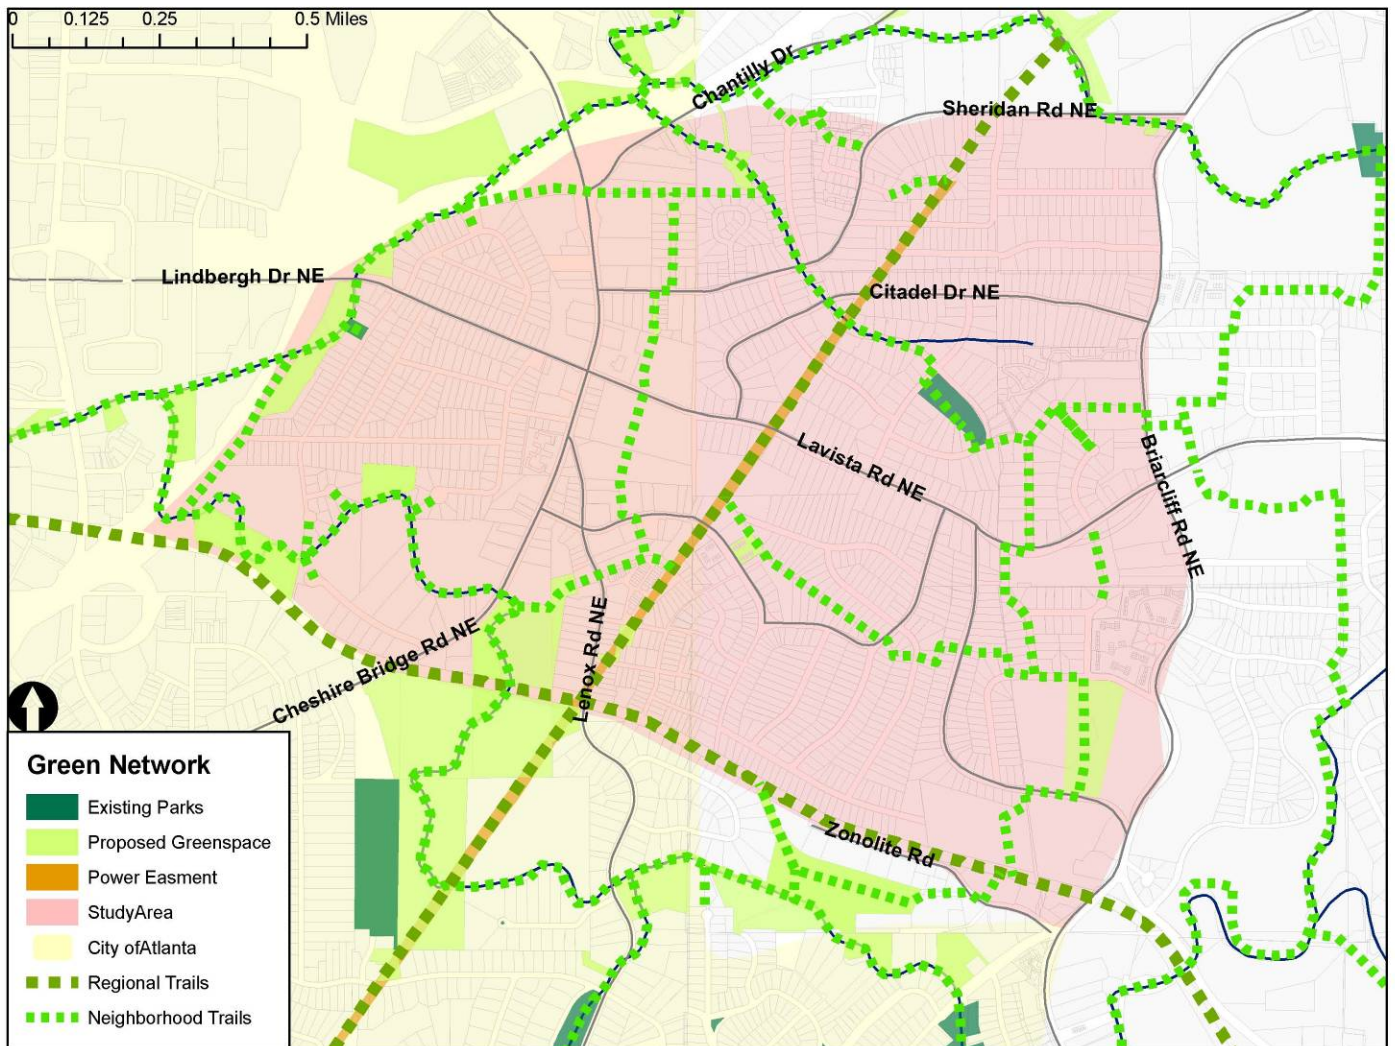 0 0.125 0.25 0.5 Miles
Chantilly Dr
Sheridan Rd NE
Lindbergh Dr NE
Citadel Dr NE
Lavista Rd NE
Briarcliff Rd NE
Lenox Rd NE
Cheshire Bridge Rd NE
Zonolite Rd
Green Network
Existing Parks
Proposed Greenspace
Power Easment
StudyArea
City ofAtlanta
Regional Trails
Neighborhood Trails